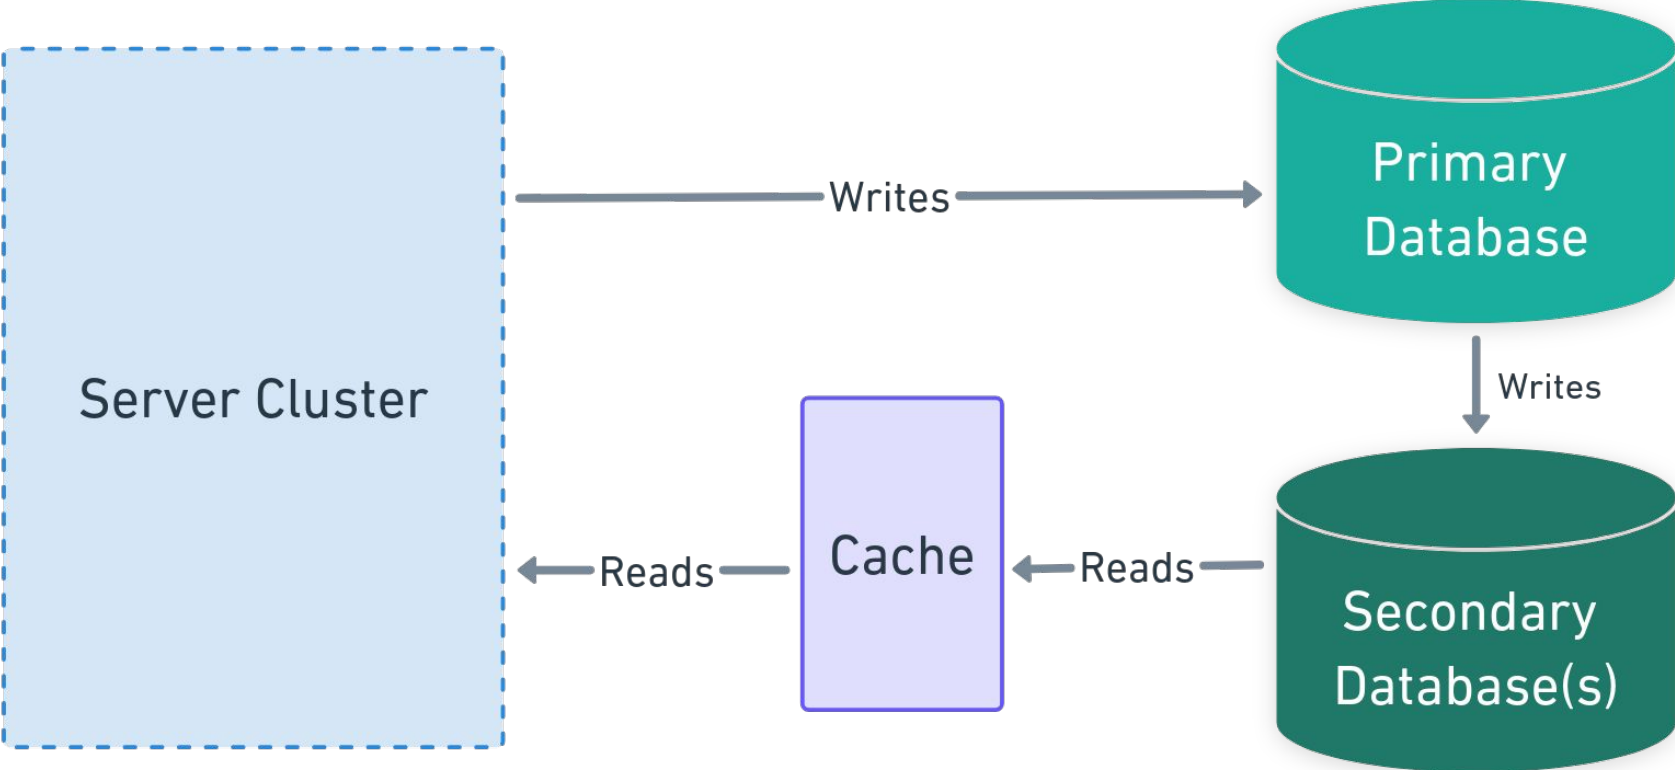 Primary
Database
Writes
Writes
Server Cluster
Cache
Reads
Reads
Secondary
Database(s)